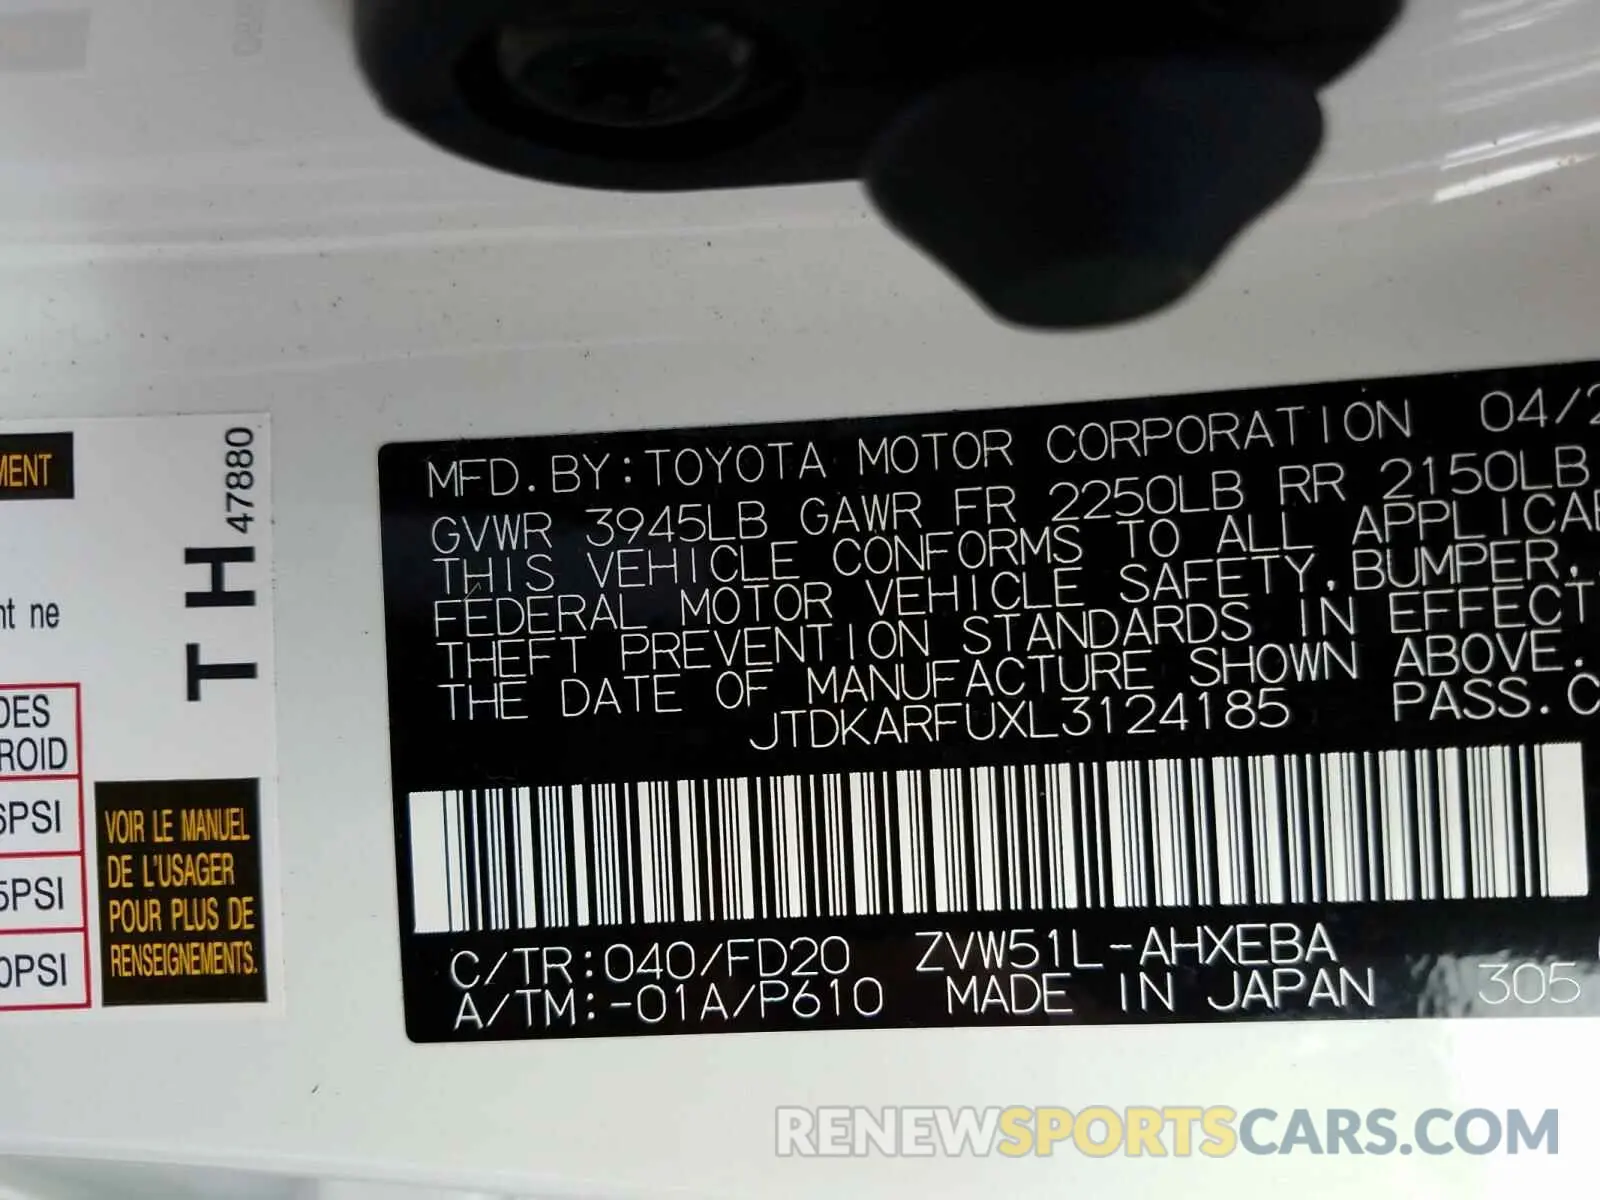 MENT
nt ne
DES
ROID
6PSI
5PSI
0PSI
TH 47880
VOIR LE MANUEL
DE L'USAGER
POUR PLUS DE
RENSEIGNEMENTS.
MFD. BY:TOYOTA MOTOR CORPORATION 04/2
GVWR 3945LB GAWR FR 2250LB RR 2150LB
THIS VEHICLE CONFORMS TO ALL APPLICAB
FEDERAL MOTOR VEHICLE SAFETY, BUMPER,
THEFT PREVENTION STANDARDS IN EFFECT
THE DATE OF MANUFACTURE SHOWN ABOVE.
JTDKARFUXL3124185 PASS.C
C/TR:040/FD20 ZVW51L-AHXEBA
A/TM:-01A/P610 MADE IN JAPAN 305
RENEWSPORTSCARS.COM